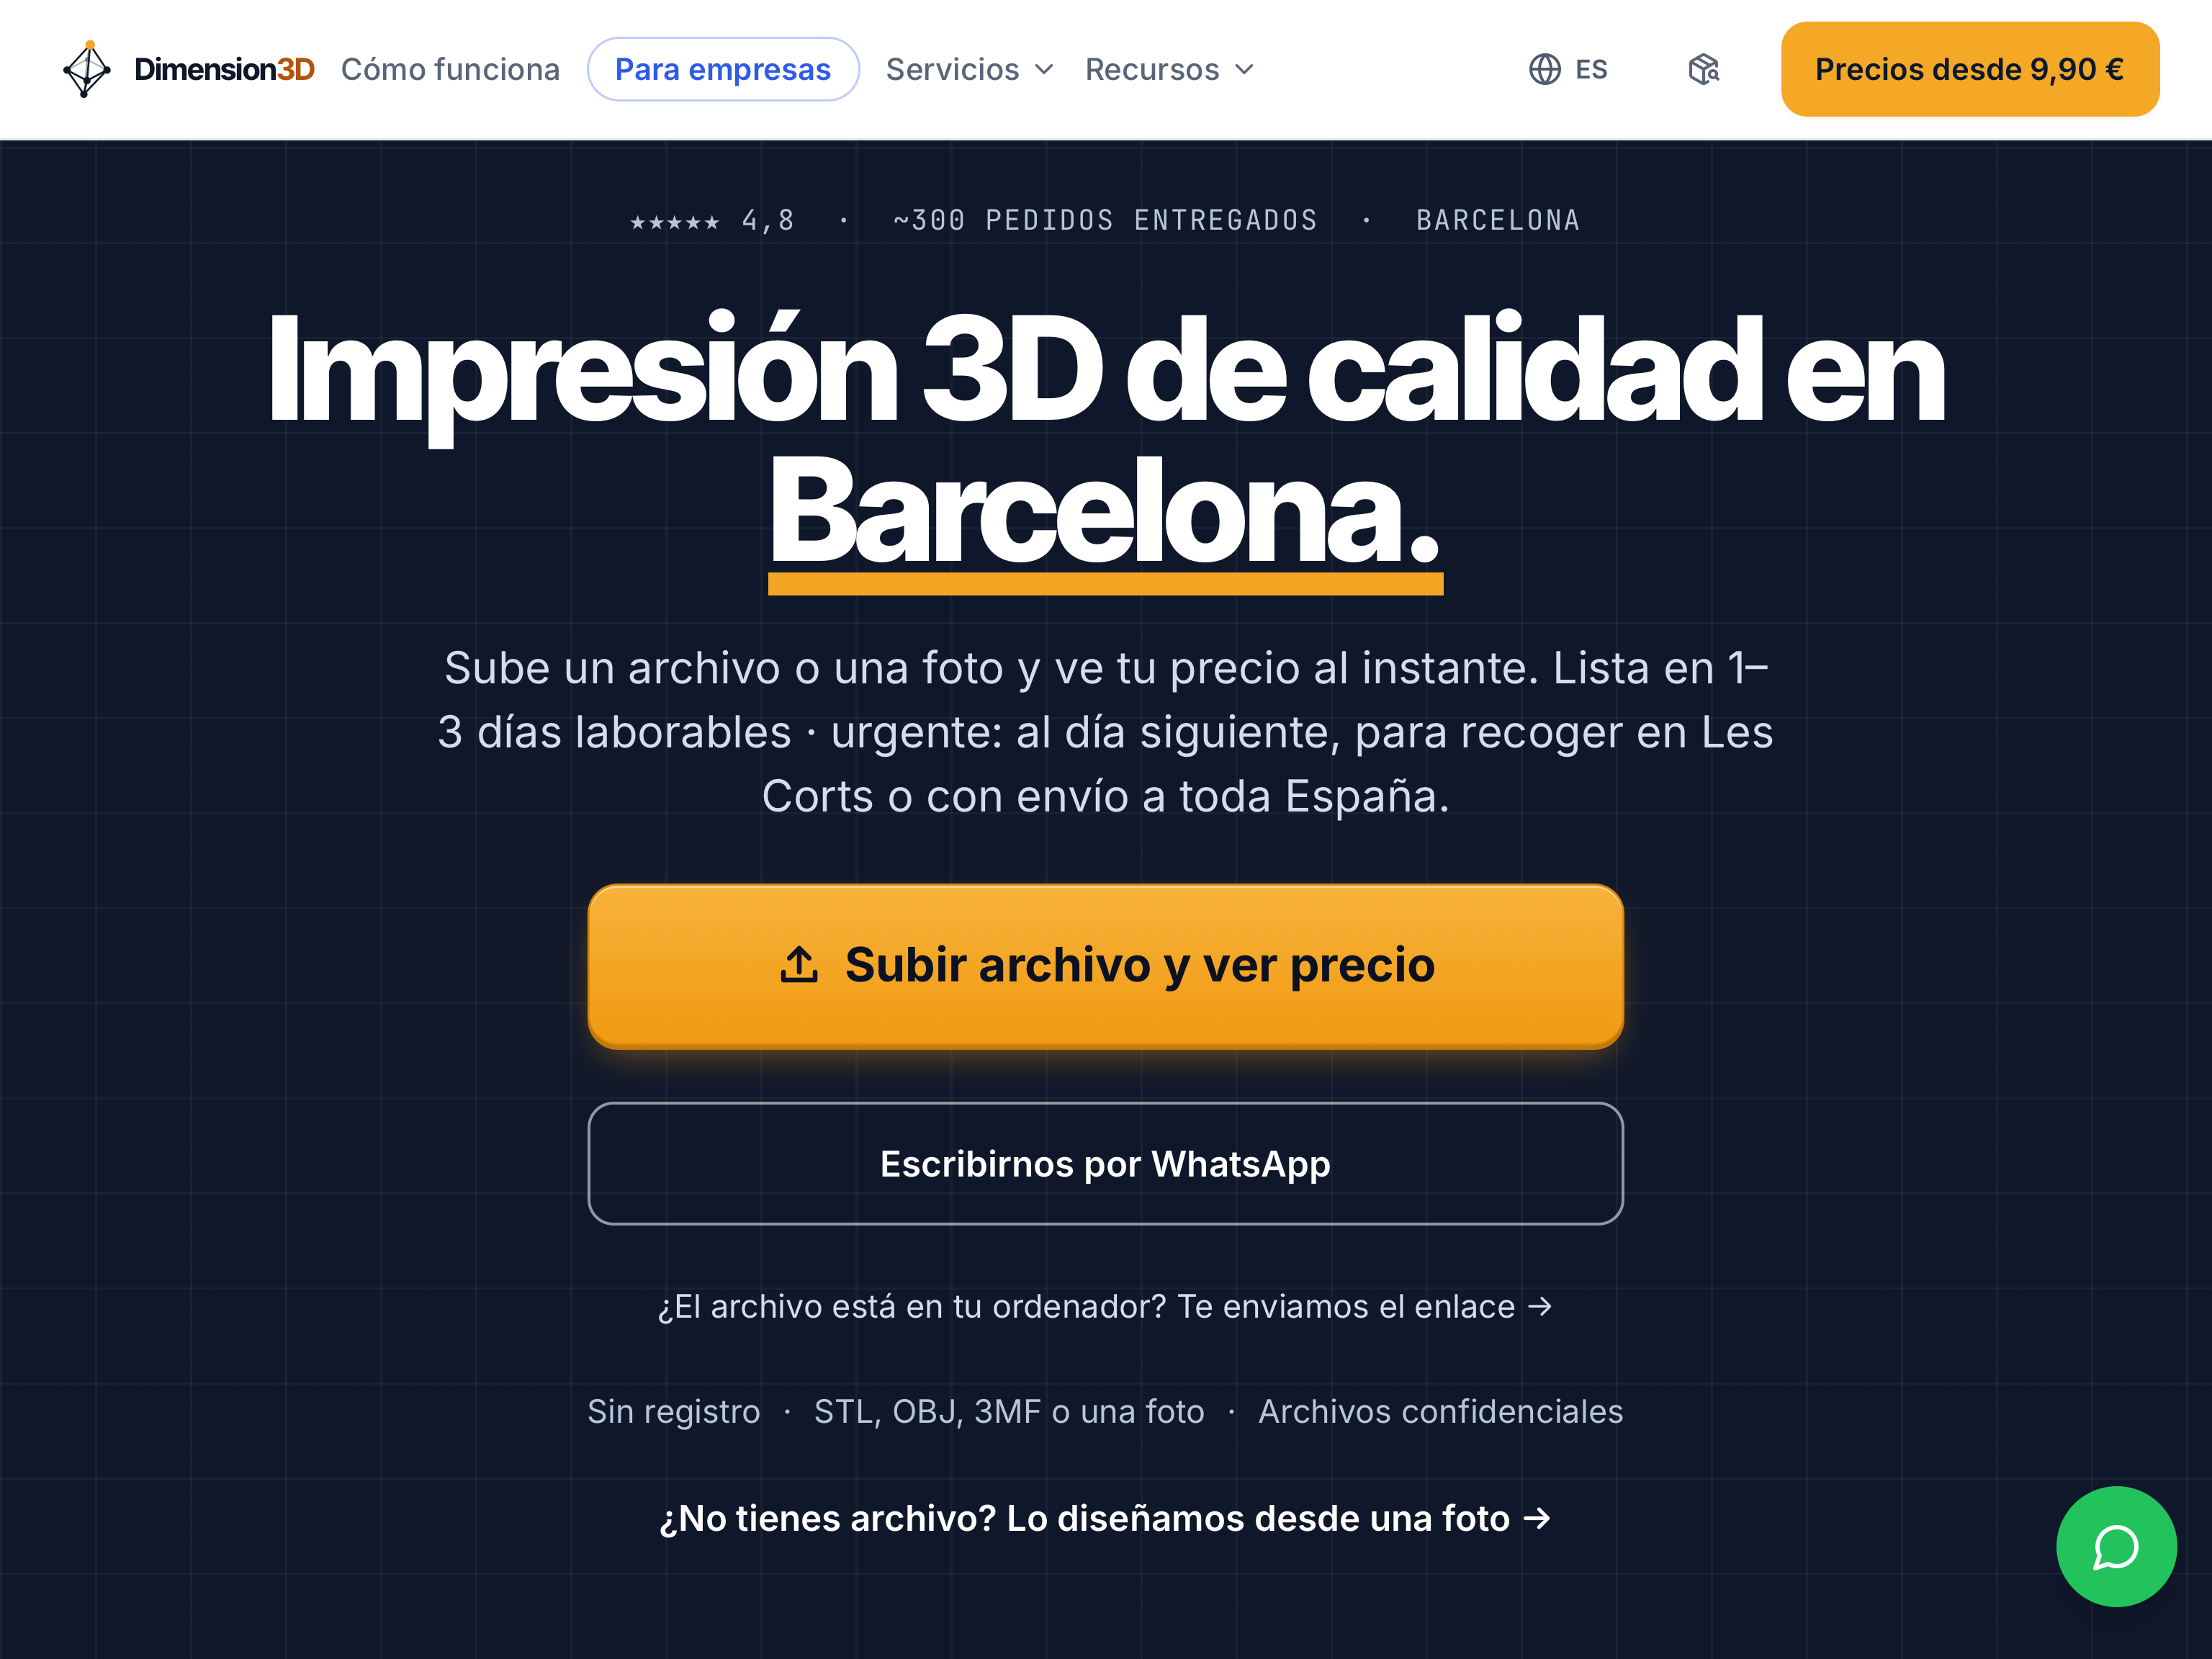 Dimension3D Cómo funciona Para empresas Servicios Recursos ES Precios desde 9,90 €
★★★★★ 4,8 · ~300 PEDIDOS ENTREGADOS · BARCELONA
Impresión 3D de calidad en
Barcelona.
Sube un archivo o una foto y ve tu precio al instante. Lista en 1–
3 días laborables · urgente: al día siguiente, para recoger en Les
Corts o con envío a toda España.
Subir archivo y ver precio
Escribirnos por WhatsApp
¿El archivo está en tu ordenador? Te enviamos el enlace →
Sin registro · STL, OBJ, 3MF o una foto · Archivos confidenciales
¿No tienes archivo? Lo diseñamos desde una foto →